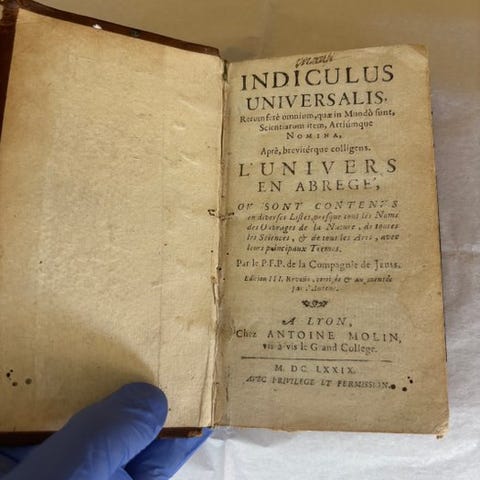 INDICULUS
UNIVERSALIS,
Rerum ferè omnium, quæ in Mundò sunt,
Scientiarum item, Artiúmque
NOMINA,
Aptè, brevitérque colligens.
L'UNIVERS
EN ABREGE',
OU SONT CONTENUS
en diverses Listes, presque tous les Noms
des Ouvrages de la Nature, de toutes
les Sciences, & de tous les Arts, avec
leurs principaux Termes.
Par le P.F.P. de la Compagnie de JESUS.
Edition III. Reveuë, corrigée & augmentée
par l'Auteur.
A LYON,
Chez ANTOINE MOLIN,
vis à vis le Grand College.
M. DC. LXXIX.
AVEC PRIVILEGE ET PERMISSION.